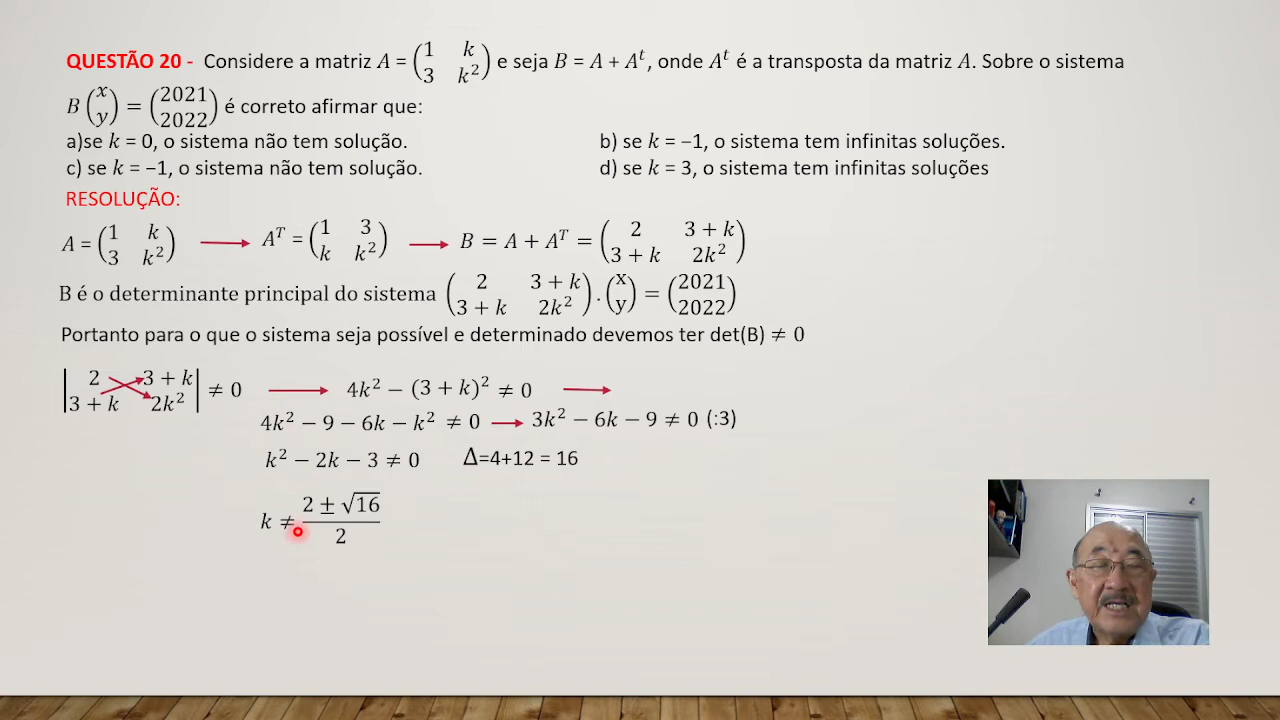 QUESTÃO 20 - Considere a matriz A = (1 k 3 k²) e seja B = A + Aᵗ, onde Aᵗ é a transposta da matriz A. Sobre o sistema
B (x y) = (2021 2022) é correto afirmar que:
a)se k = 0, o sistema não tem solução. b) se k = −1, o sistema tem infinitas soluções.
c) se k = −1, o sistema não tem solução. d) se k = 3, o sistema tem infinitas soluções
RESOLUÇÃO:
A = (1 k 3 k²) → Aᵀ = (1 3 k k²) → B = A + Aᵀ = (2 3 + k 3 + k 2k²)
B é o determinante principal do sistema (2 3 + k 3 + k 2k²) . (x y) = (2021 2022)
Portanto para o que o sistema seja possível e determinado devemos ter det(B) ≠ 0
|2 3 + k 3 + k 2k²| ≠ 0 → 4k² − (3 + k)² ≠ 0 →
4k² − 9 − 6k − k² ≠ 0 → 3k² − 6k − 9 ≠ 0 (:3)
k² − 2k − 3 ≠ 0 Δ=4+12 = 16
k ≠ (2 ± √16)/2